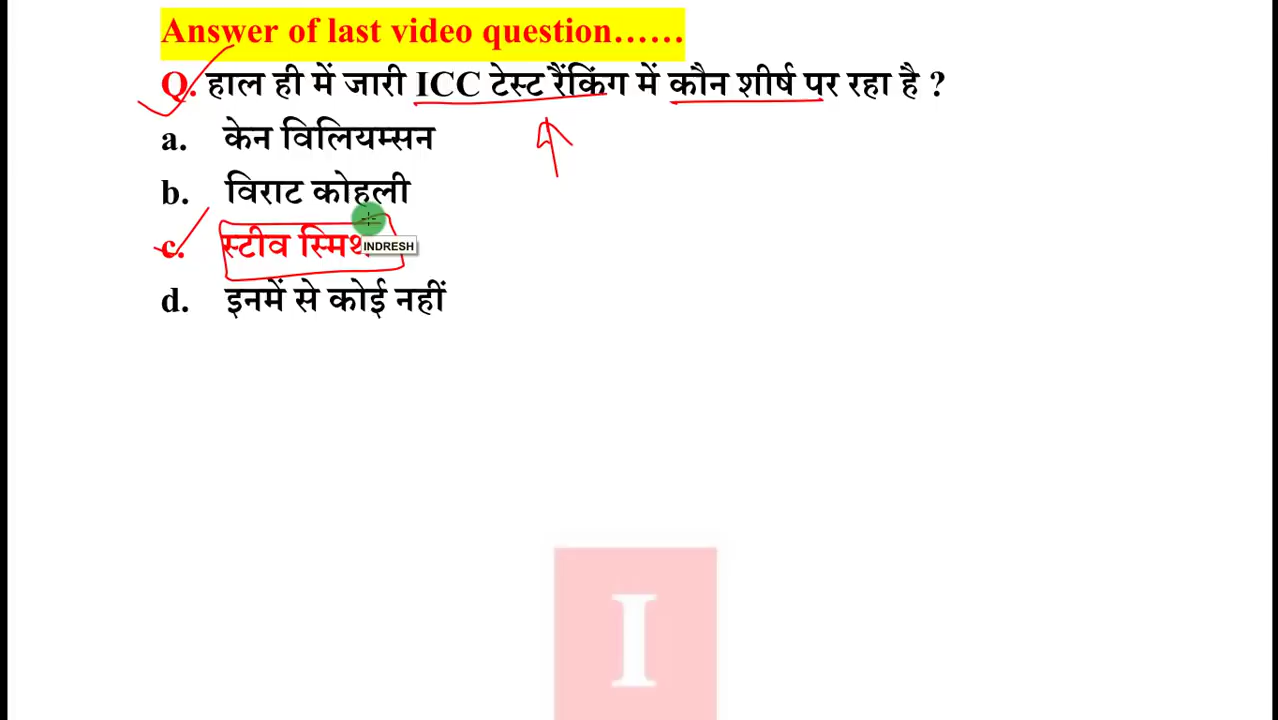 Answer of last video question……
Q. हाल ही में जारी ICC टेस्ट रैंकिंग में कौन शीर्ष पर रहा है ?
a. केन विलियम्सन
b. विराट कोहली
c. स्टीव स्मिथ
INDRESH
d. इनमें से कोई नहीं
I